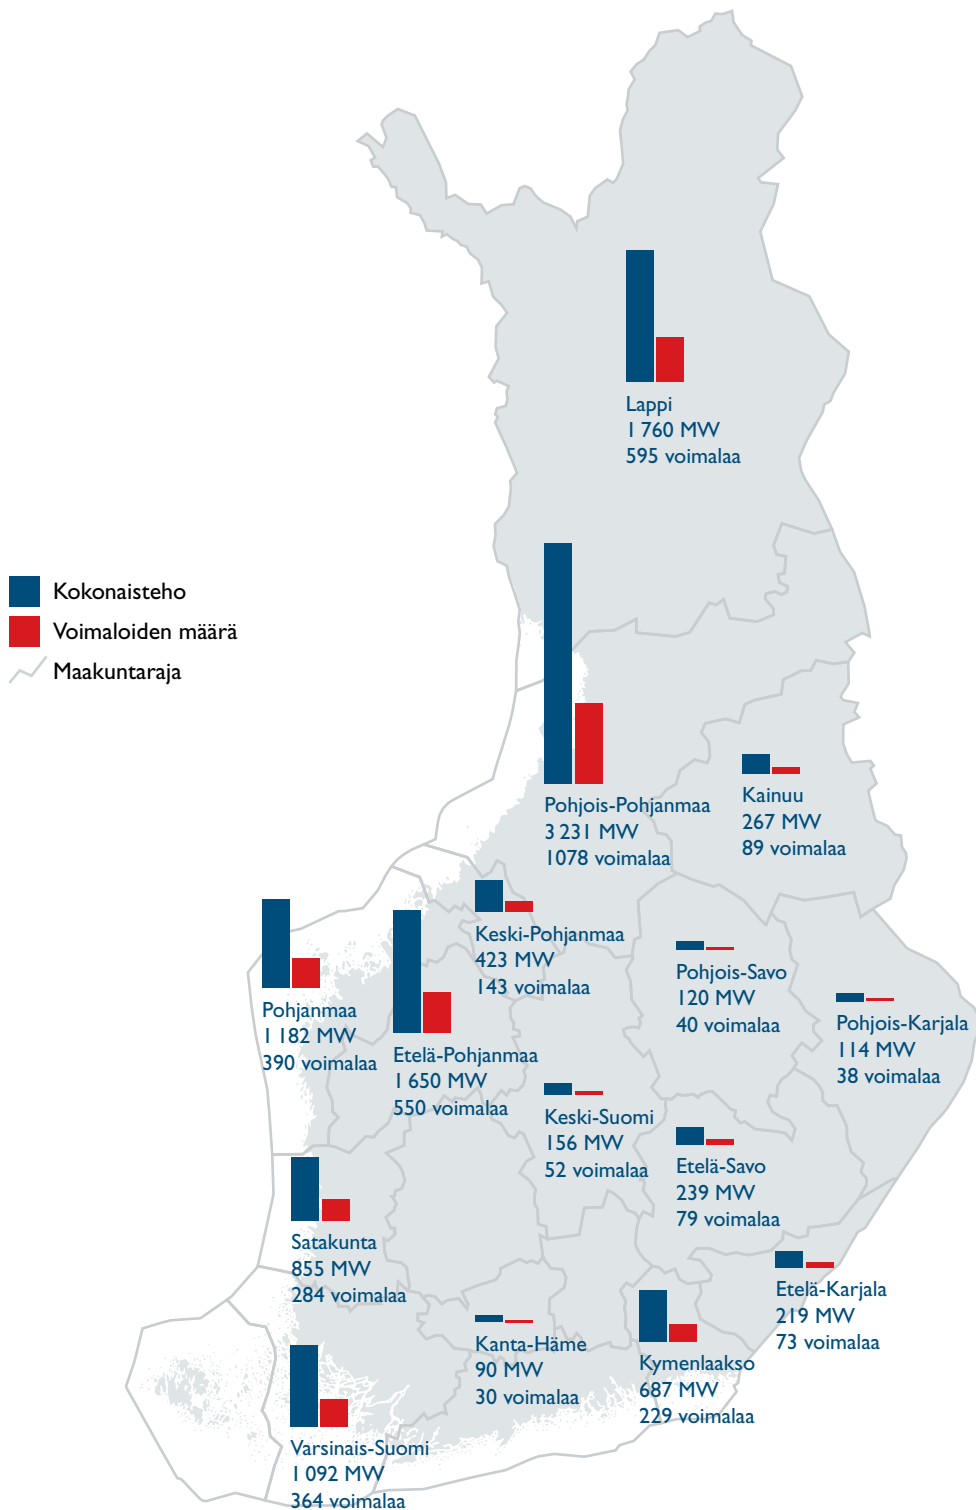 Lappi
1 760 MW
595 voimalaa
Kokonaisteho
Voimaloiden määrä
Maakuntaraja
Pohjois-Pohjanmaa
3 231 MW
1078 voimalaa
Kainuu
267 MW
89 voimalaa
Keski-Pohjanmaa
423 MW
143 voimalaa
Pohjois-Savo
120 MW
40 voimalaa
Pohjois-Karjala
114 MW
38 voimalaa
Pohjanmaa
1 182 MW
390 voimalaa
Etelä-Pohjanmaa
1 650 MW
550 voimalaa
Keski-Suomi
156 MW
52 voimalaa
Etelä-Savo
239 MW
79 voimalaa
Satakunta
855 MW
284 voimalaa
Etelä-Karjala
219 MW
73 voimalaa
Kanta-Häme
90 MW
30 voimalaa
Kymenlaakso
687 MW
229 voimalaa
Varsinais-Suomi
1 092 MW
364 voimalaa